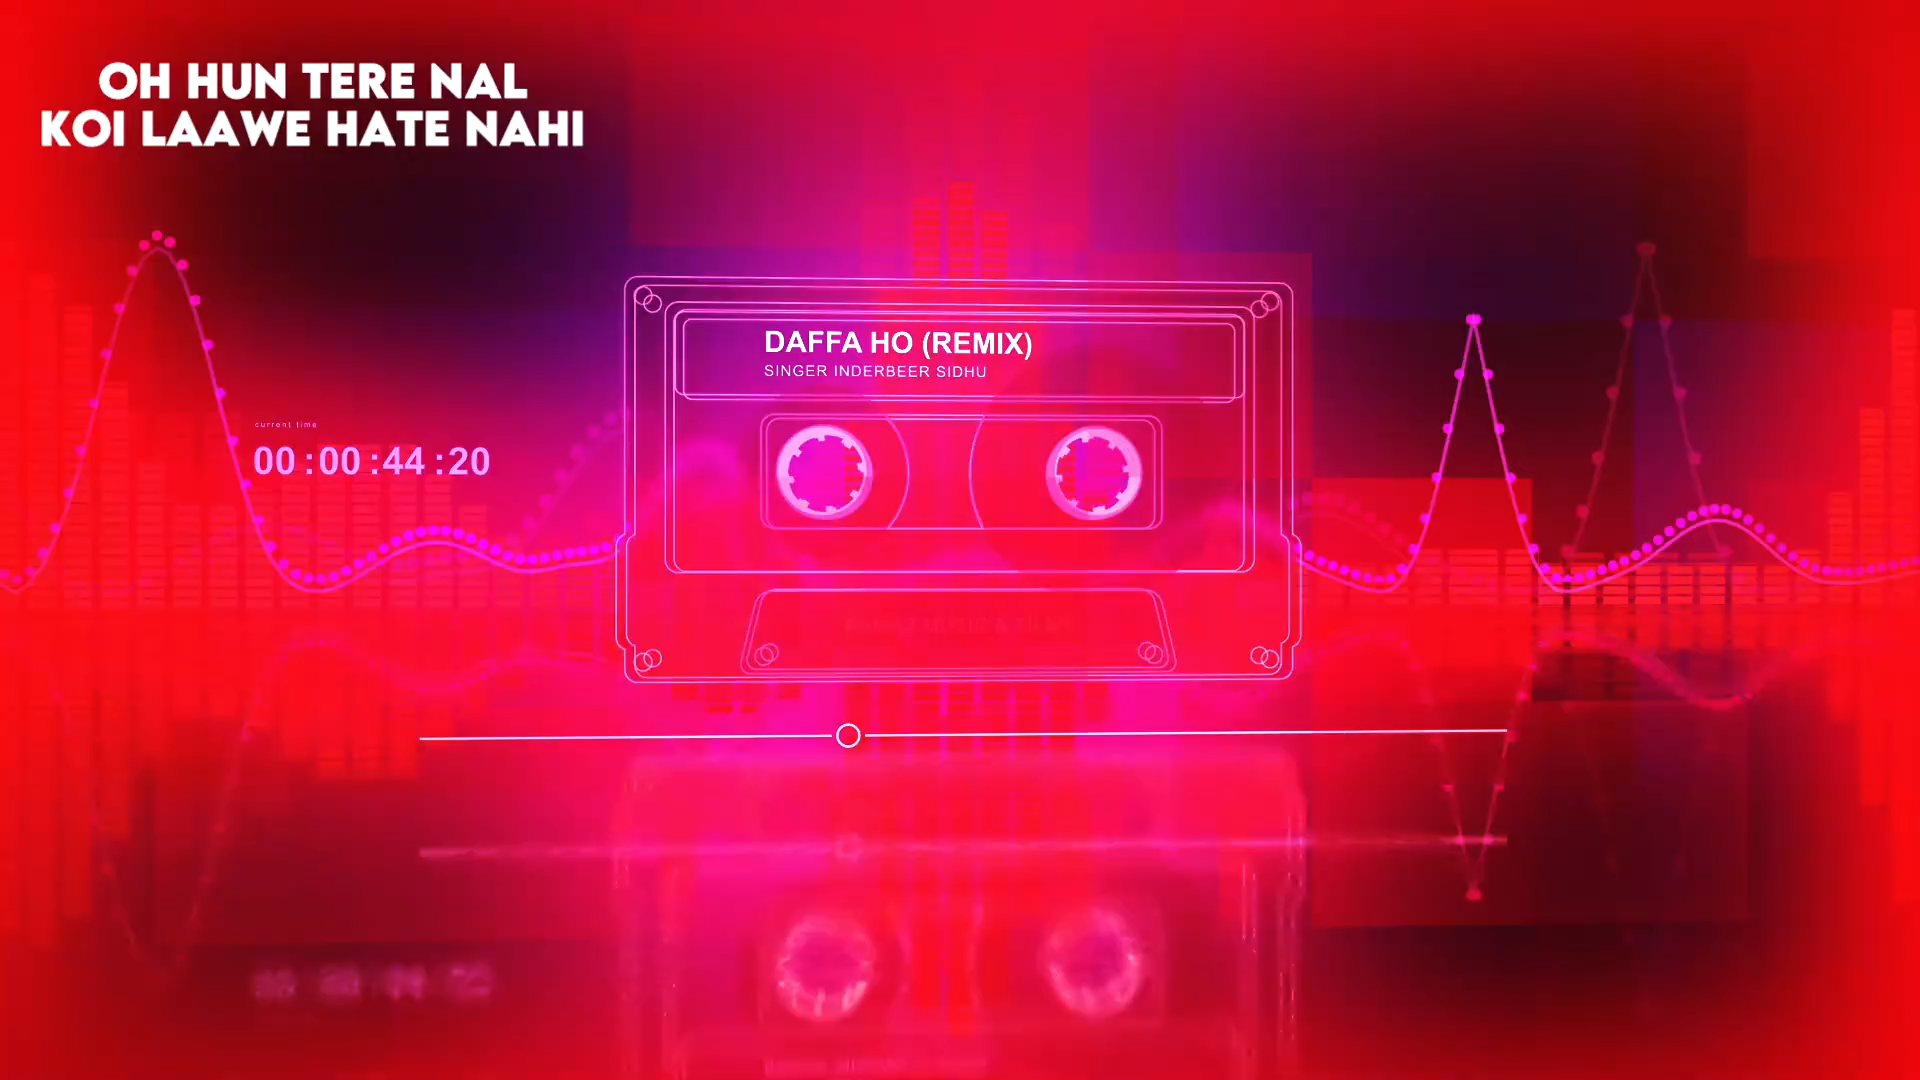 OH HUN TERE NAL
KOI LAAWE HATE NAHI
DAFFA HO (REMIX)
SINGER INDERBEER SIDHU
current time
00:00:44:20